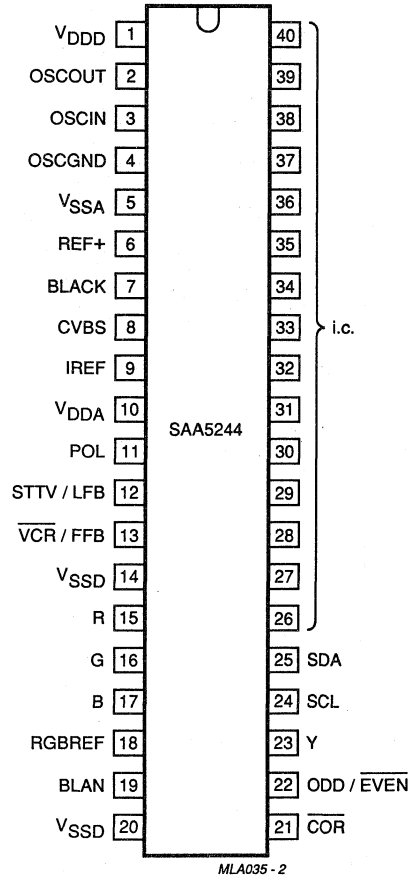 VDDD 1 40
OSCOUT 2 39
OSCIN 3 38
OSCGND 4 37
VSSA 5 36
REF+ 6 35
BLACK 7 34
CVBS 8 33 i.c.
IREF 9 32
VDDA 10 31
SAA5244
POL 11 30
STTV / LFB 12 29
V̅C̅R̅ / FFB 13 28
VSSD 14 27
R 15 26
G 16 25 SDA
B 17 24 SCL
RGBREF 18 23 Y
BLAN 19 22 ODD / E̅V̅E̅N̅
VSSD 20 21 C̅O̅R̅
MLA035 - 2